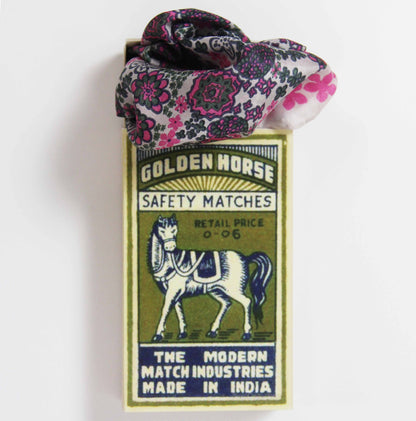 GOLDEN HORSE
SAFETY MATCHES
RETAIL PRICE
0-06
THE MODERN
MATCH INDUSTRIES
MADE IN INDIA